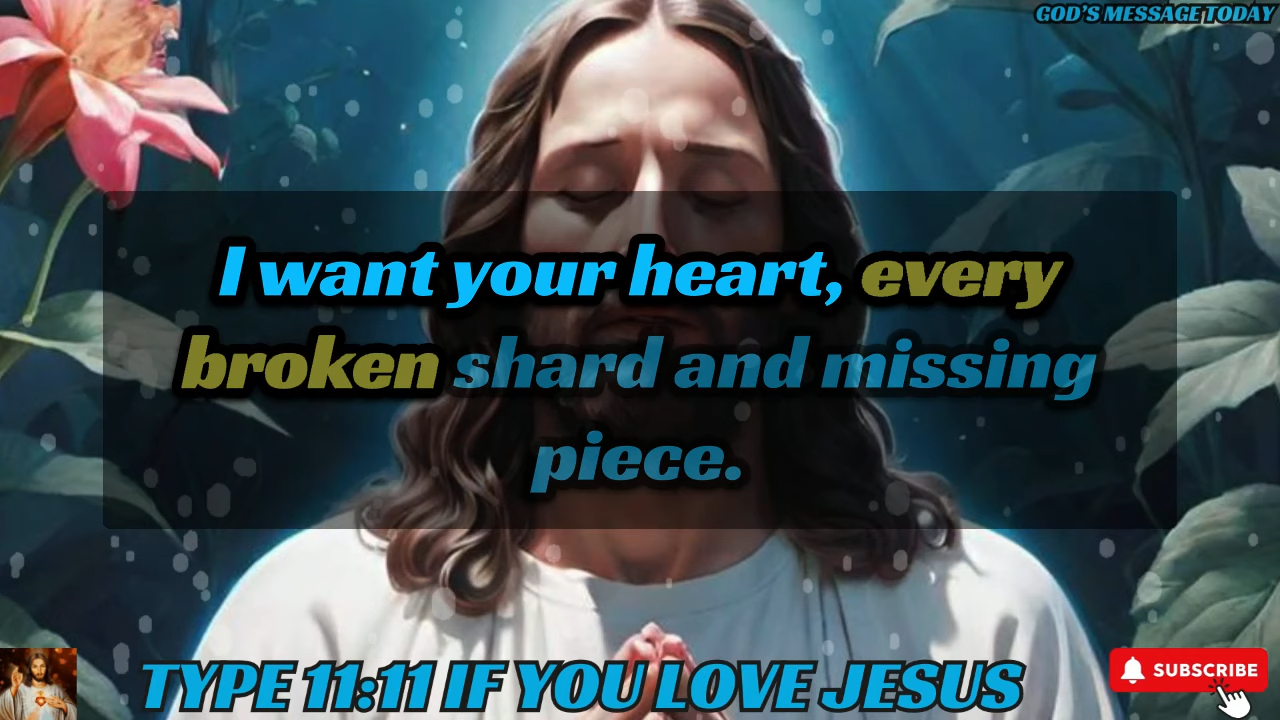 GOD'S MESSAGE TODAY
I want your heart, every
broken shard and missing
piece.
TYPE 11:11 IF YOU LOVE JESUS
SUBSCRIBE